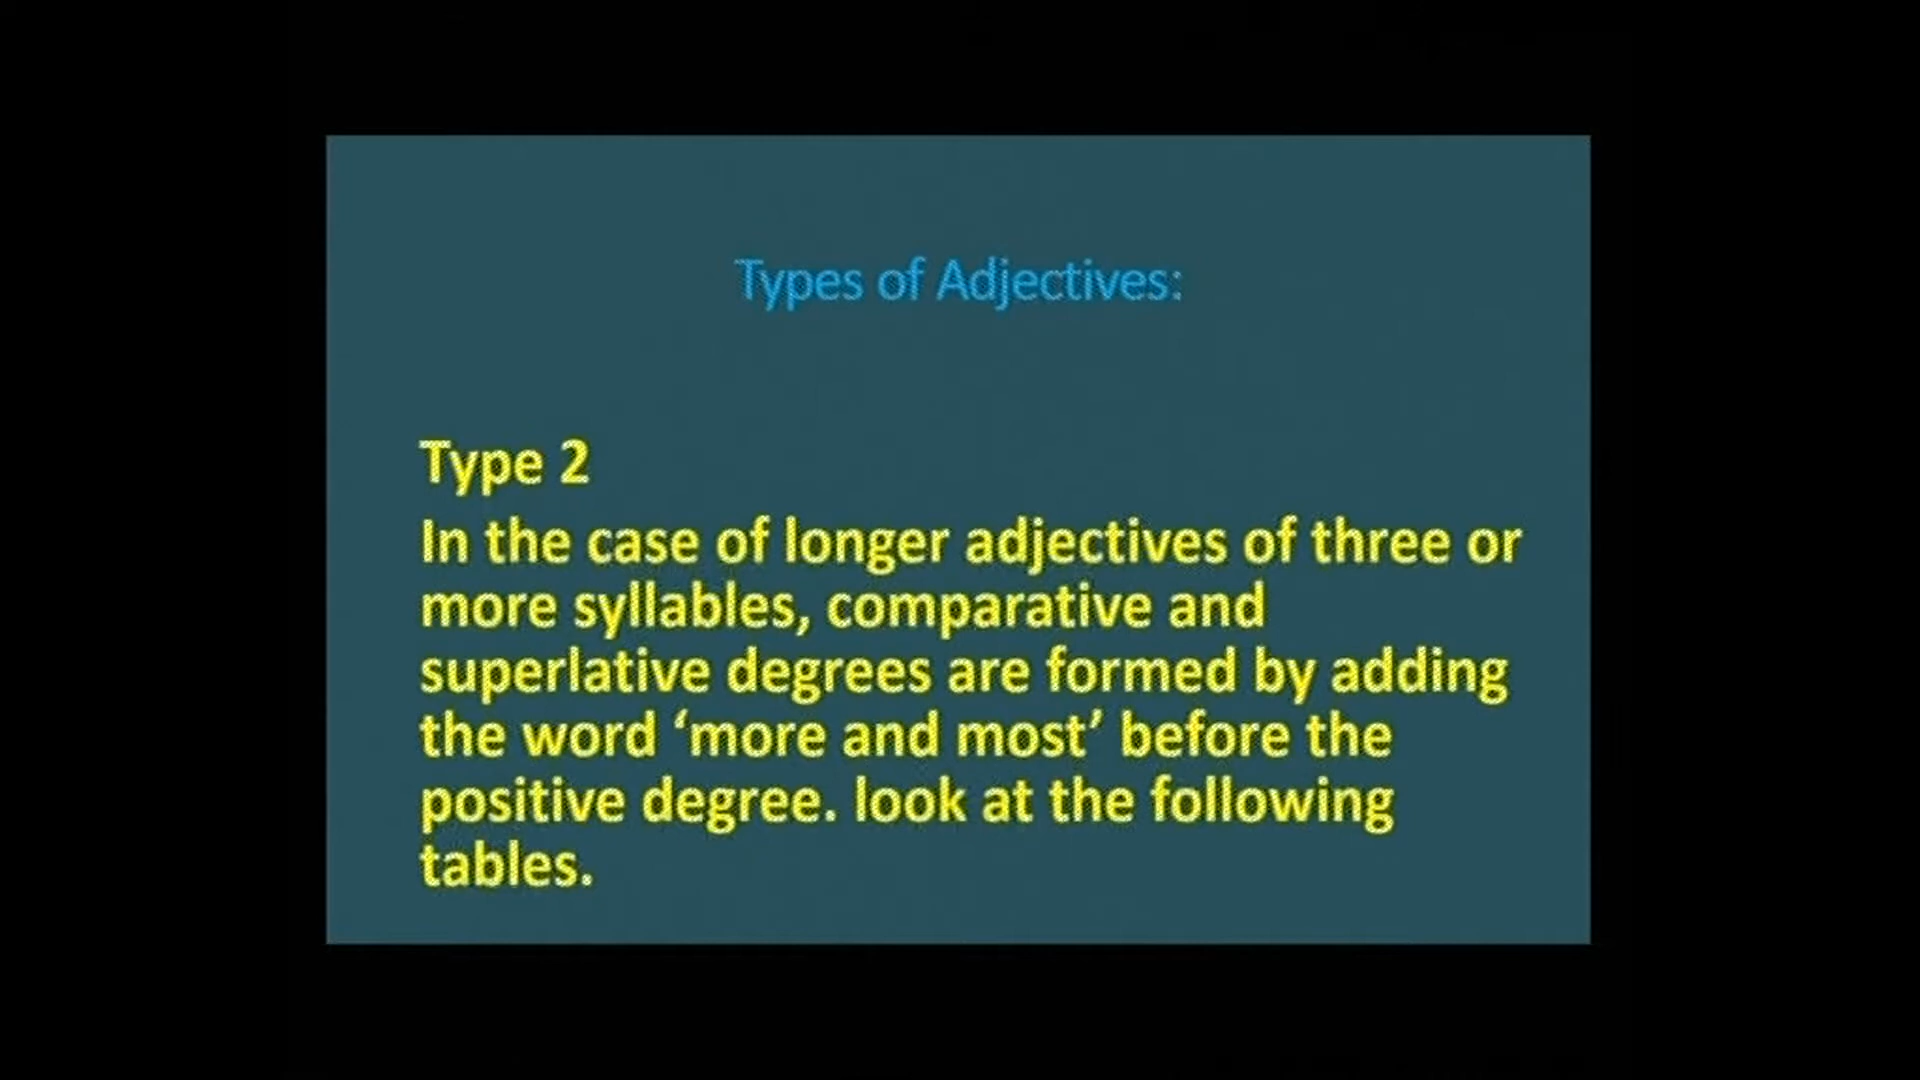 Types of Adjectives:
Type 2
In the case of longer adjectives of three or
more syllables, comparative and
superlative degrees are formed by adding
the word ‘more and most’ before the
positive degree. look at the following
tables.